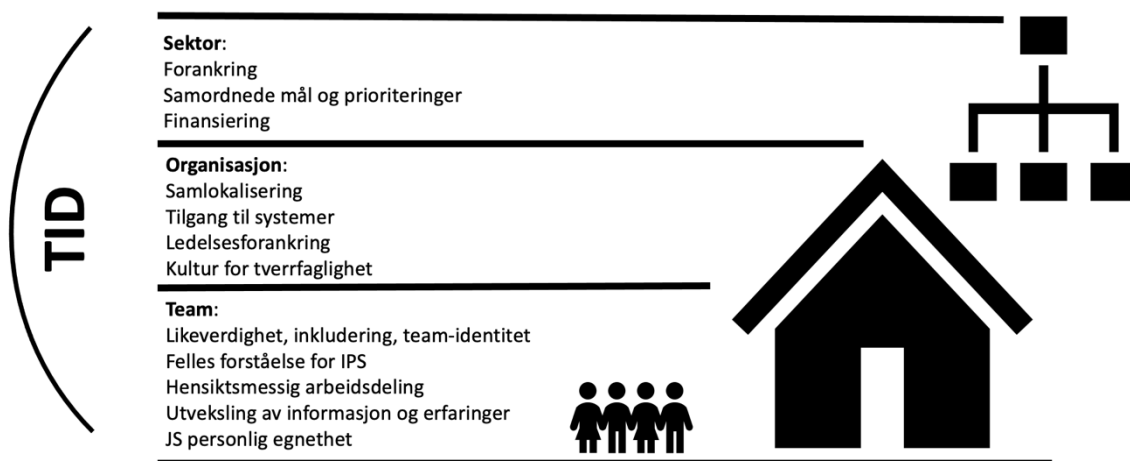 TID
Sektor:
Forankring
Samordnede mål og prioriteringer
Finansiering
Organisasjon:
Samlokalisering
Tilgang til systemer
Ledelsesforankring
Kultur for tverrfaglighet
Team:
Likeverdighet, inkludering, team-identitet
Felles forståelse for IPS
Hensiktsmessig arbeidsdeling
Utveksling av informasjon og erfaringer
JS personlig egnethet